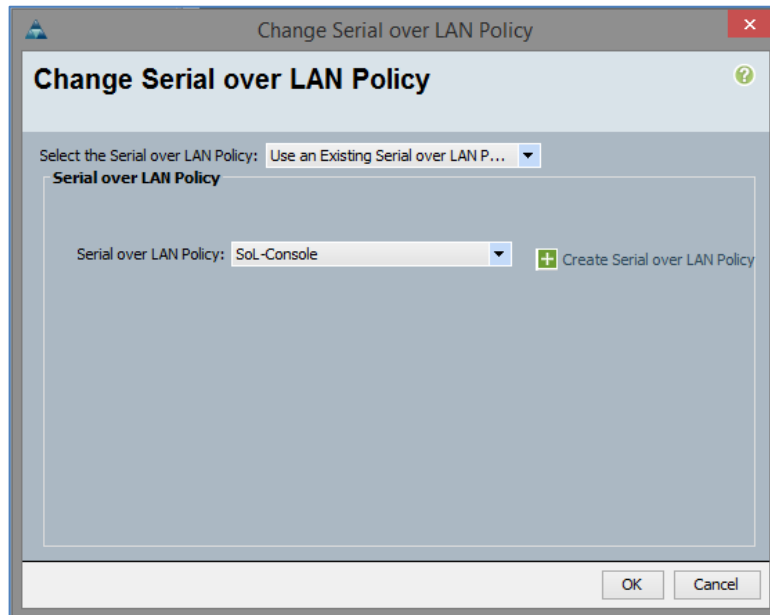 Change Serial over LAN Policy
Change Serial over LAN Policy
Select the Serial over LAN Policy: Use an Existing Serial over LAN P...
Serial over LAN Policy
Serial over LAN Policy: SoL-Console Create Serial over LAN Policy
OK Cancel